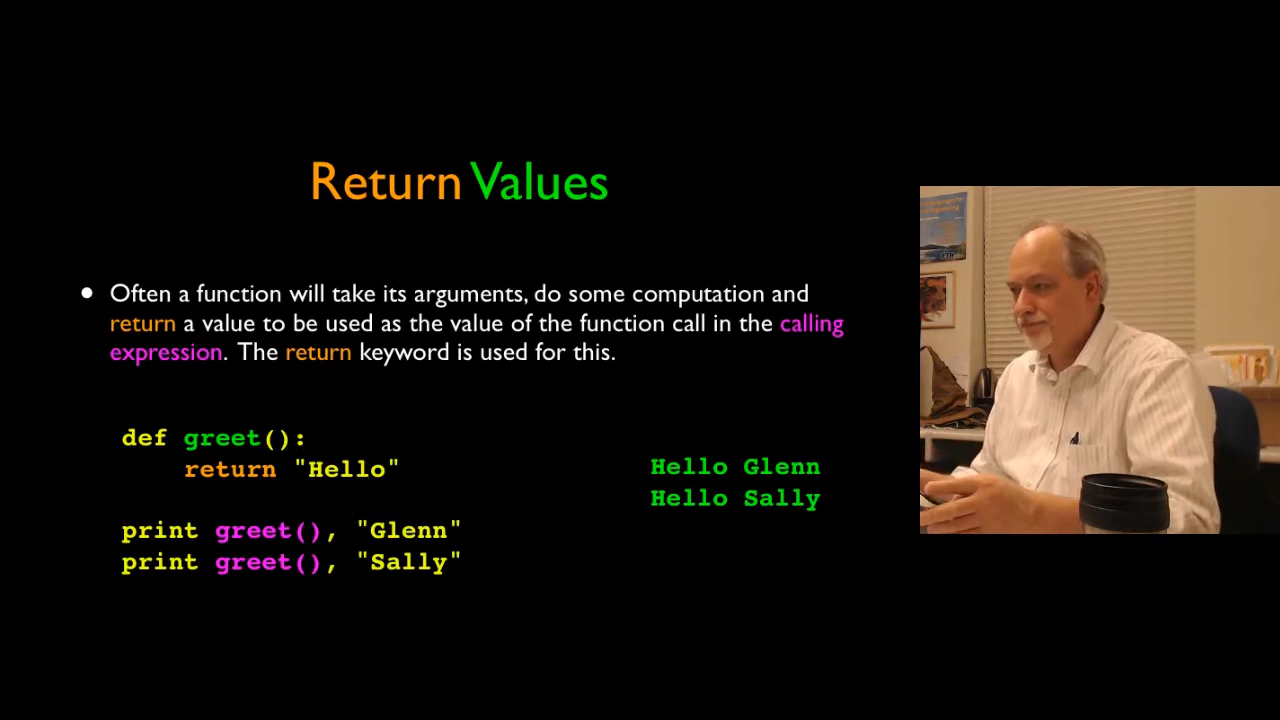 Return Values
• Often a function will take its arguments, do some computation and
return a value to be used as the value of the function call in the calling
expression. The return keyword is used for this.
def greet():
    return "Hello"
print greet(), "Glenn"
print greet(), "Sally"
Hello Glenn
Hello Sally